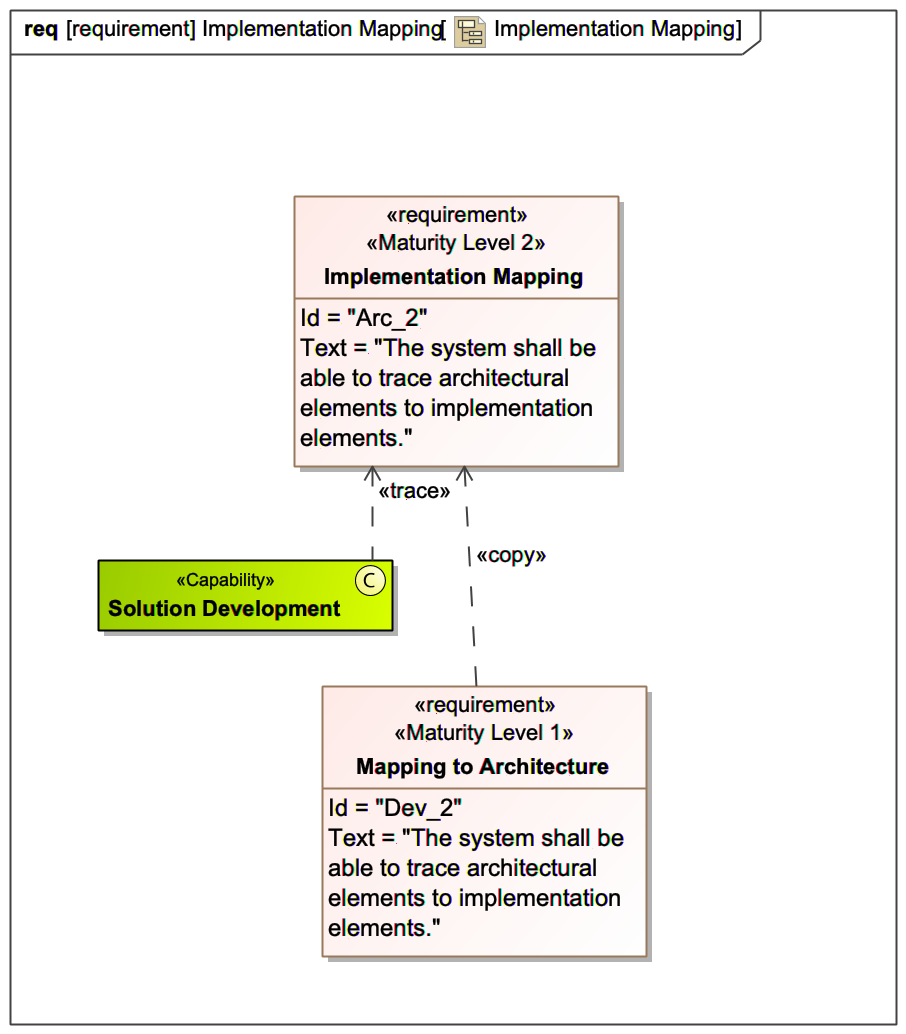 req [requirement] Implementation Mapping[ Implementation Mapping]
«requirement»
«Maturity Level 2»
Implementation Mapping
Id = "Arc_2"
Text = "The system shall be
able to trace architectural
elements to implementation
elements."
«trace»
«copy»
«Capability»
C
Solution Development
«requirement»
«Maturity Level 1»
Mapping to Architecture
Id = "Dev_2"
Text = "The system shall be
able to trace architectural
elements to implementation
elements."